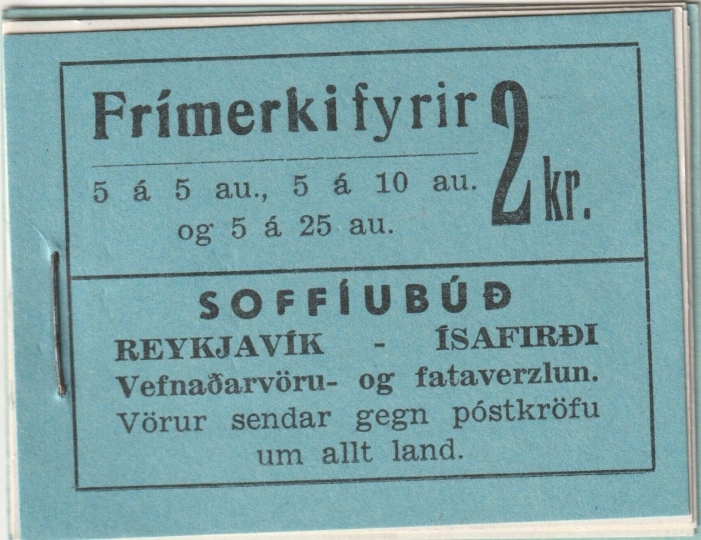 Frímerki fyrir 2 kr.
5 á 5 au., 5 á 10 au.
og 5 á 25 au.
SOFFÍUBÚÐ
REYKJAVÍK - ÍSAFIRÐI
Vefnaðarvöru- og fataverzlun.
Vörur sendar gegn póstkröfu
um allt land.